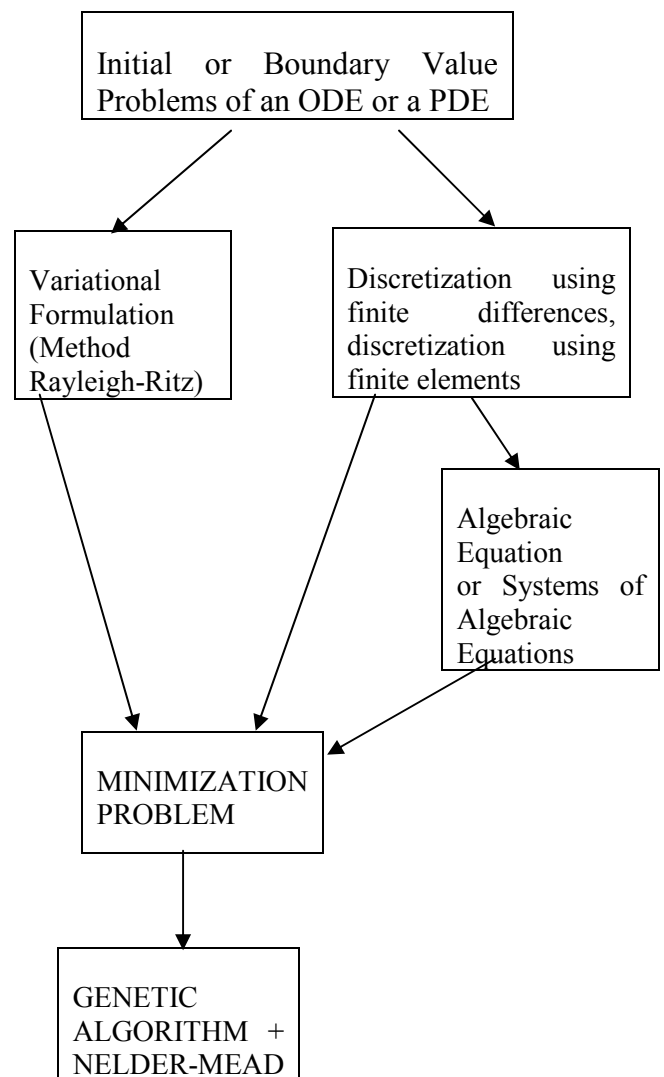 Initial or Boundary Value
Problems of an ODE or a PDE
Variational
Formulation
(Method
Rayleigh-Ritz)
Discretization using
finite differences,
discretization using
finite elements
Algebraic
Equation
or Systems of
Algebraic
Equations
MINIMIZATION
PROBLEM
GENETIC
ALGORITHM +
NELDER-MEAD